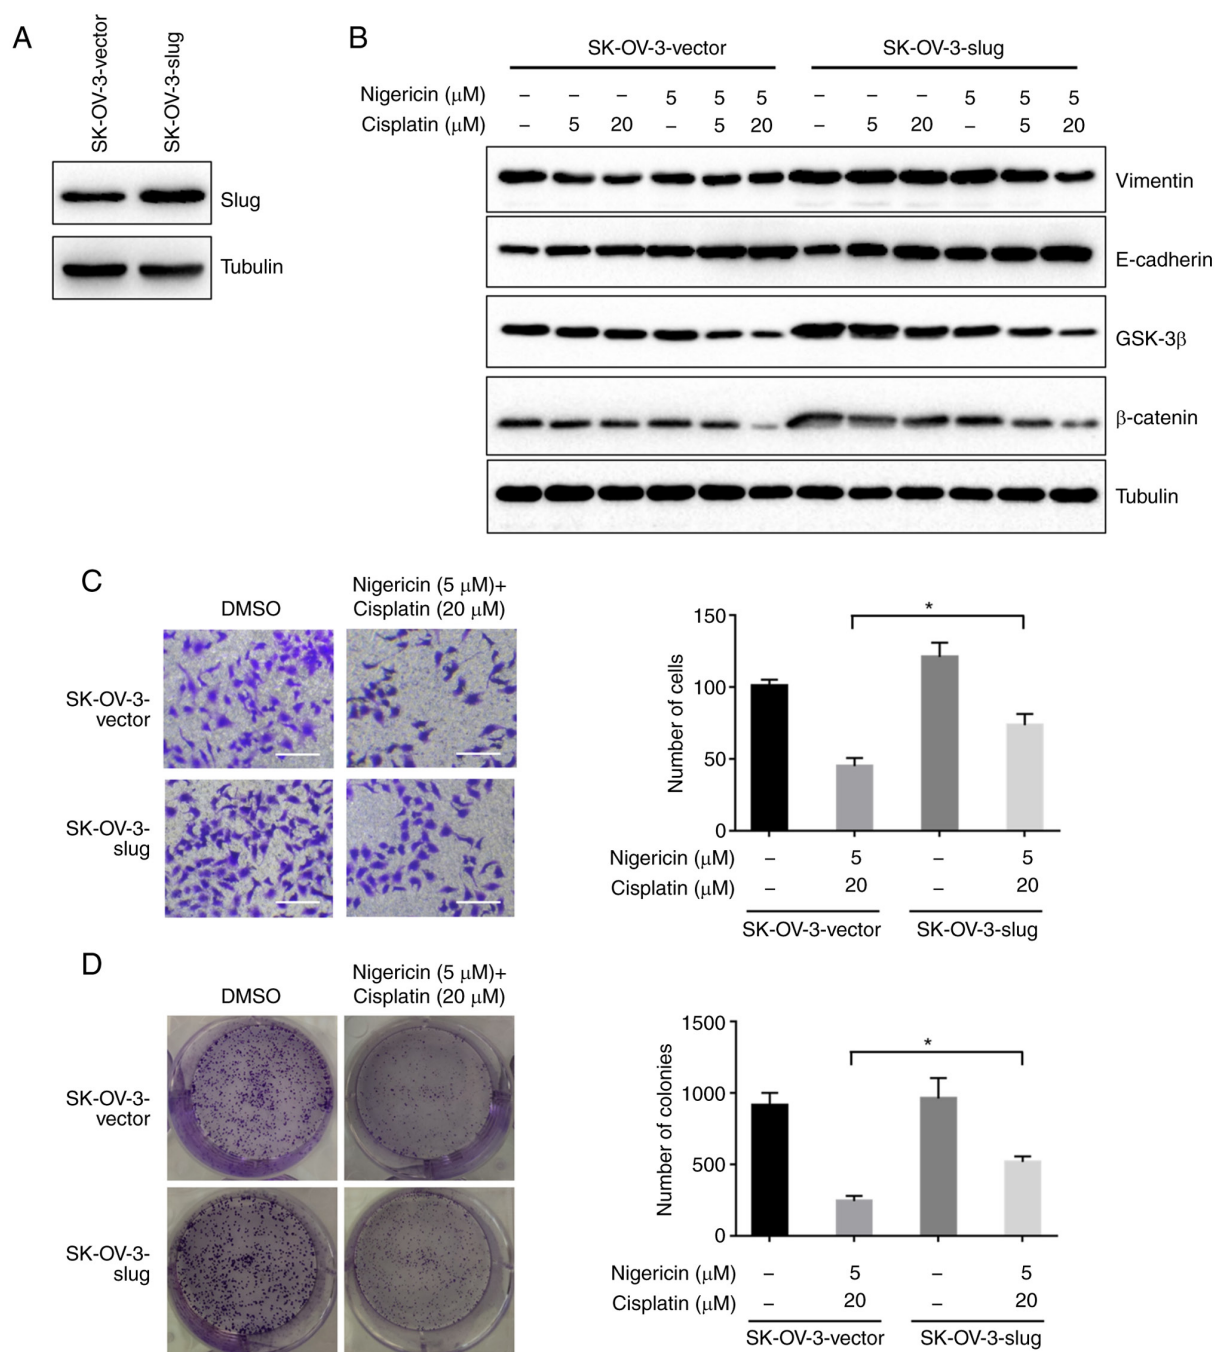 A
SK-OV-3-vector
SK-OV-3-slug
Slug
Tubulin
B
SK-OV-3-vector SK-OV-3-slug
Nigericin (μM) – – – 5 5 5 – – – 5 5 5
Cisplatin (μM) – 5 20 – 5 20 – 5 20 – 5 20
Vimentin
E-cadherin
GSK-3β
β-catenin
Tubulin
C
DMSO
Nigericin (5 μM)+
Cisplatin (20 μM)
SK-OV-3-
vector
SK-OV-3-
slug
Number of cells
150
100
50
0
*
Nigericin (μM) – 5 – 5
Cisplatin (μM) – 20 – 20
SK-OV-3-vector SK-OV-3-slug
D
DMSO
Nigericin (5 μM)+
Cisplatin (20 μM)
SK-OV-3-
vector
SK-OV-3-
slug
Number of colonies
1500
1000
500
0
*
Nigericin (μM) – 5 – 5
Cisplatin (μM) – 20 – 20
SK-OV-3-vector SK-OV-3-slug